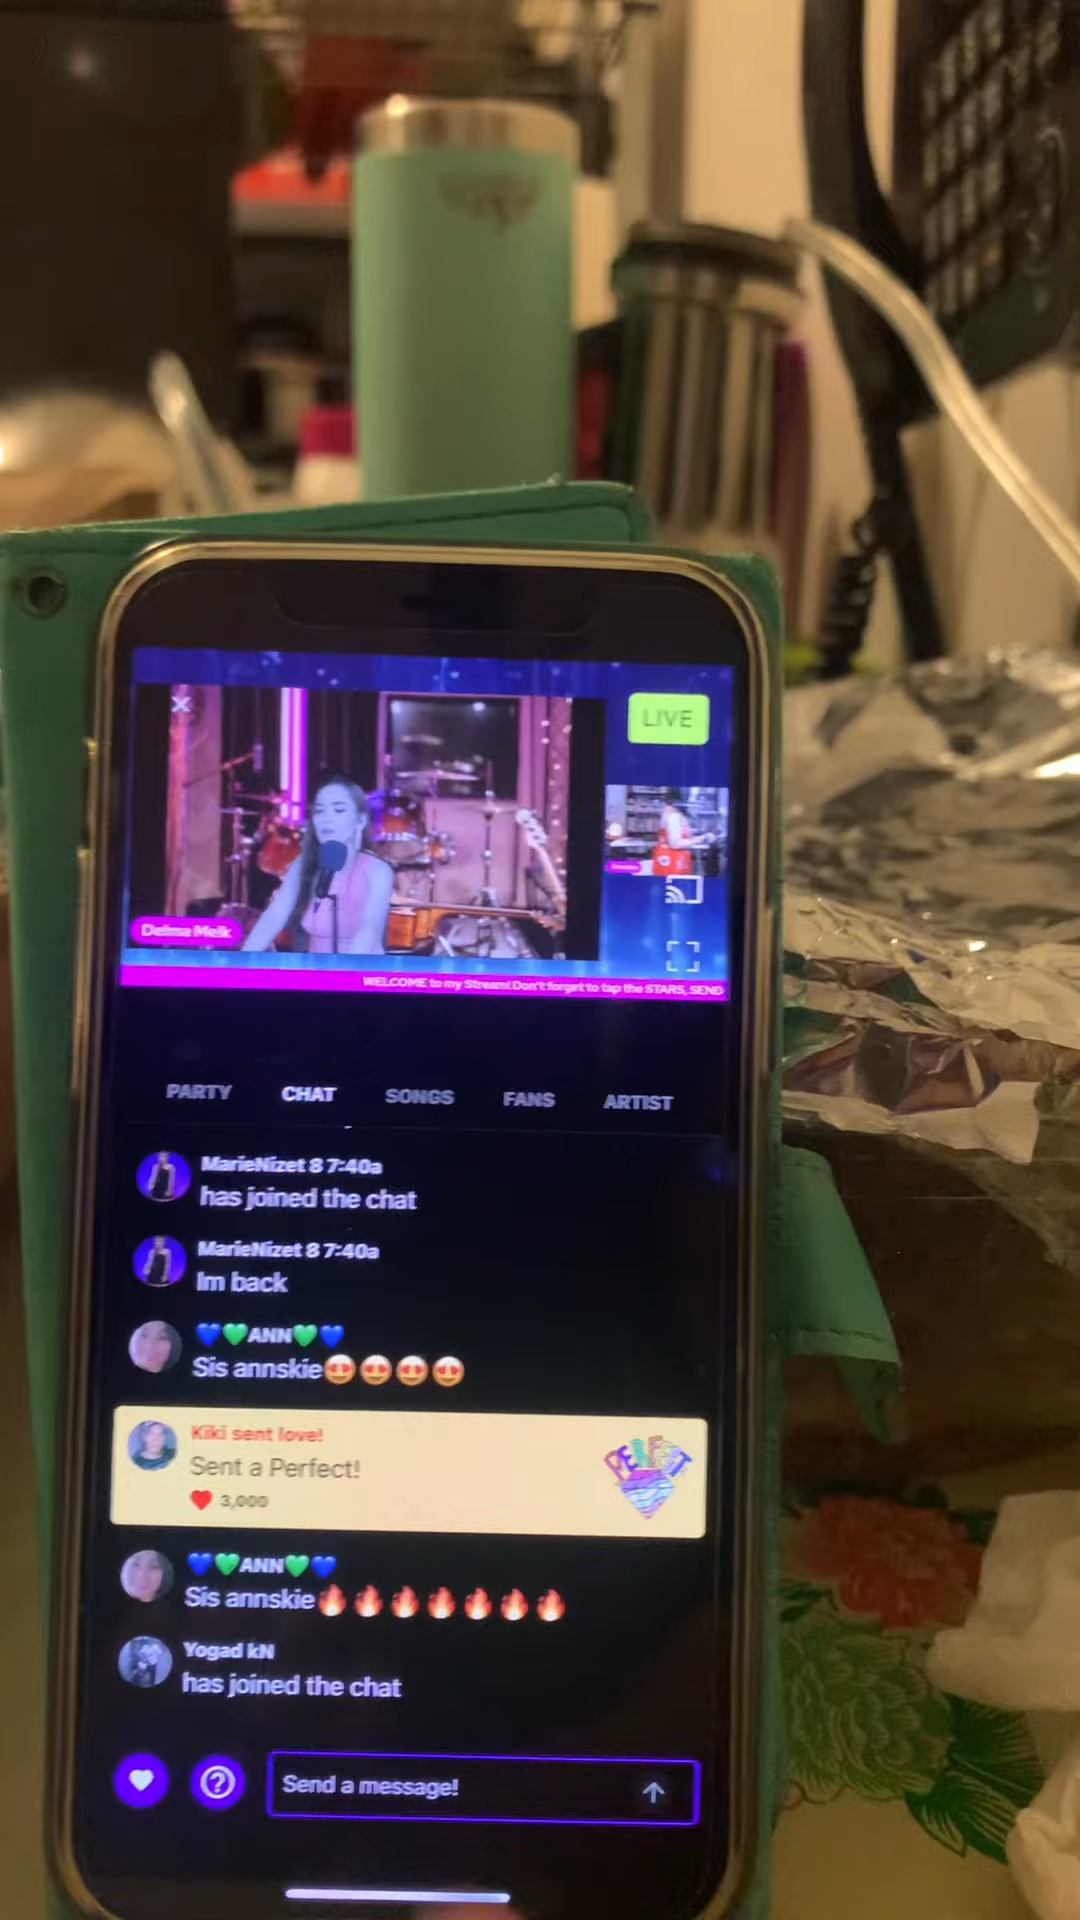 LIVE
Delma Melk
WELCOME to my Stream! Don't forget to tap the STARS, SEND
PARTY CHAT SONGS FANS ARTIST
MarieNizet 8 7:40a
has joined the chat
MarieNizet 8 7:40a
Im back
💙💚ANN💚💙
Sis annskie😍😍😍😍
Kiki sent love!
Sent a Perfect!
❤️ 3,000
PERFECT
💙💚ANN💚💙
Sis annskie🔥🔥🔥🔥🔥🔥🔥
Yogad kN
has joined the chat
Send a message!